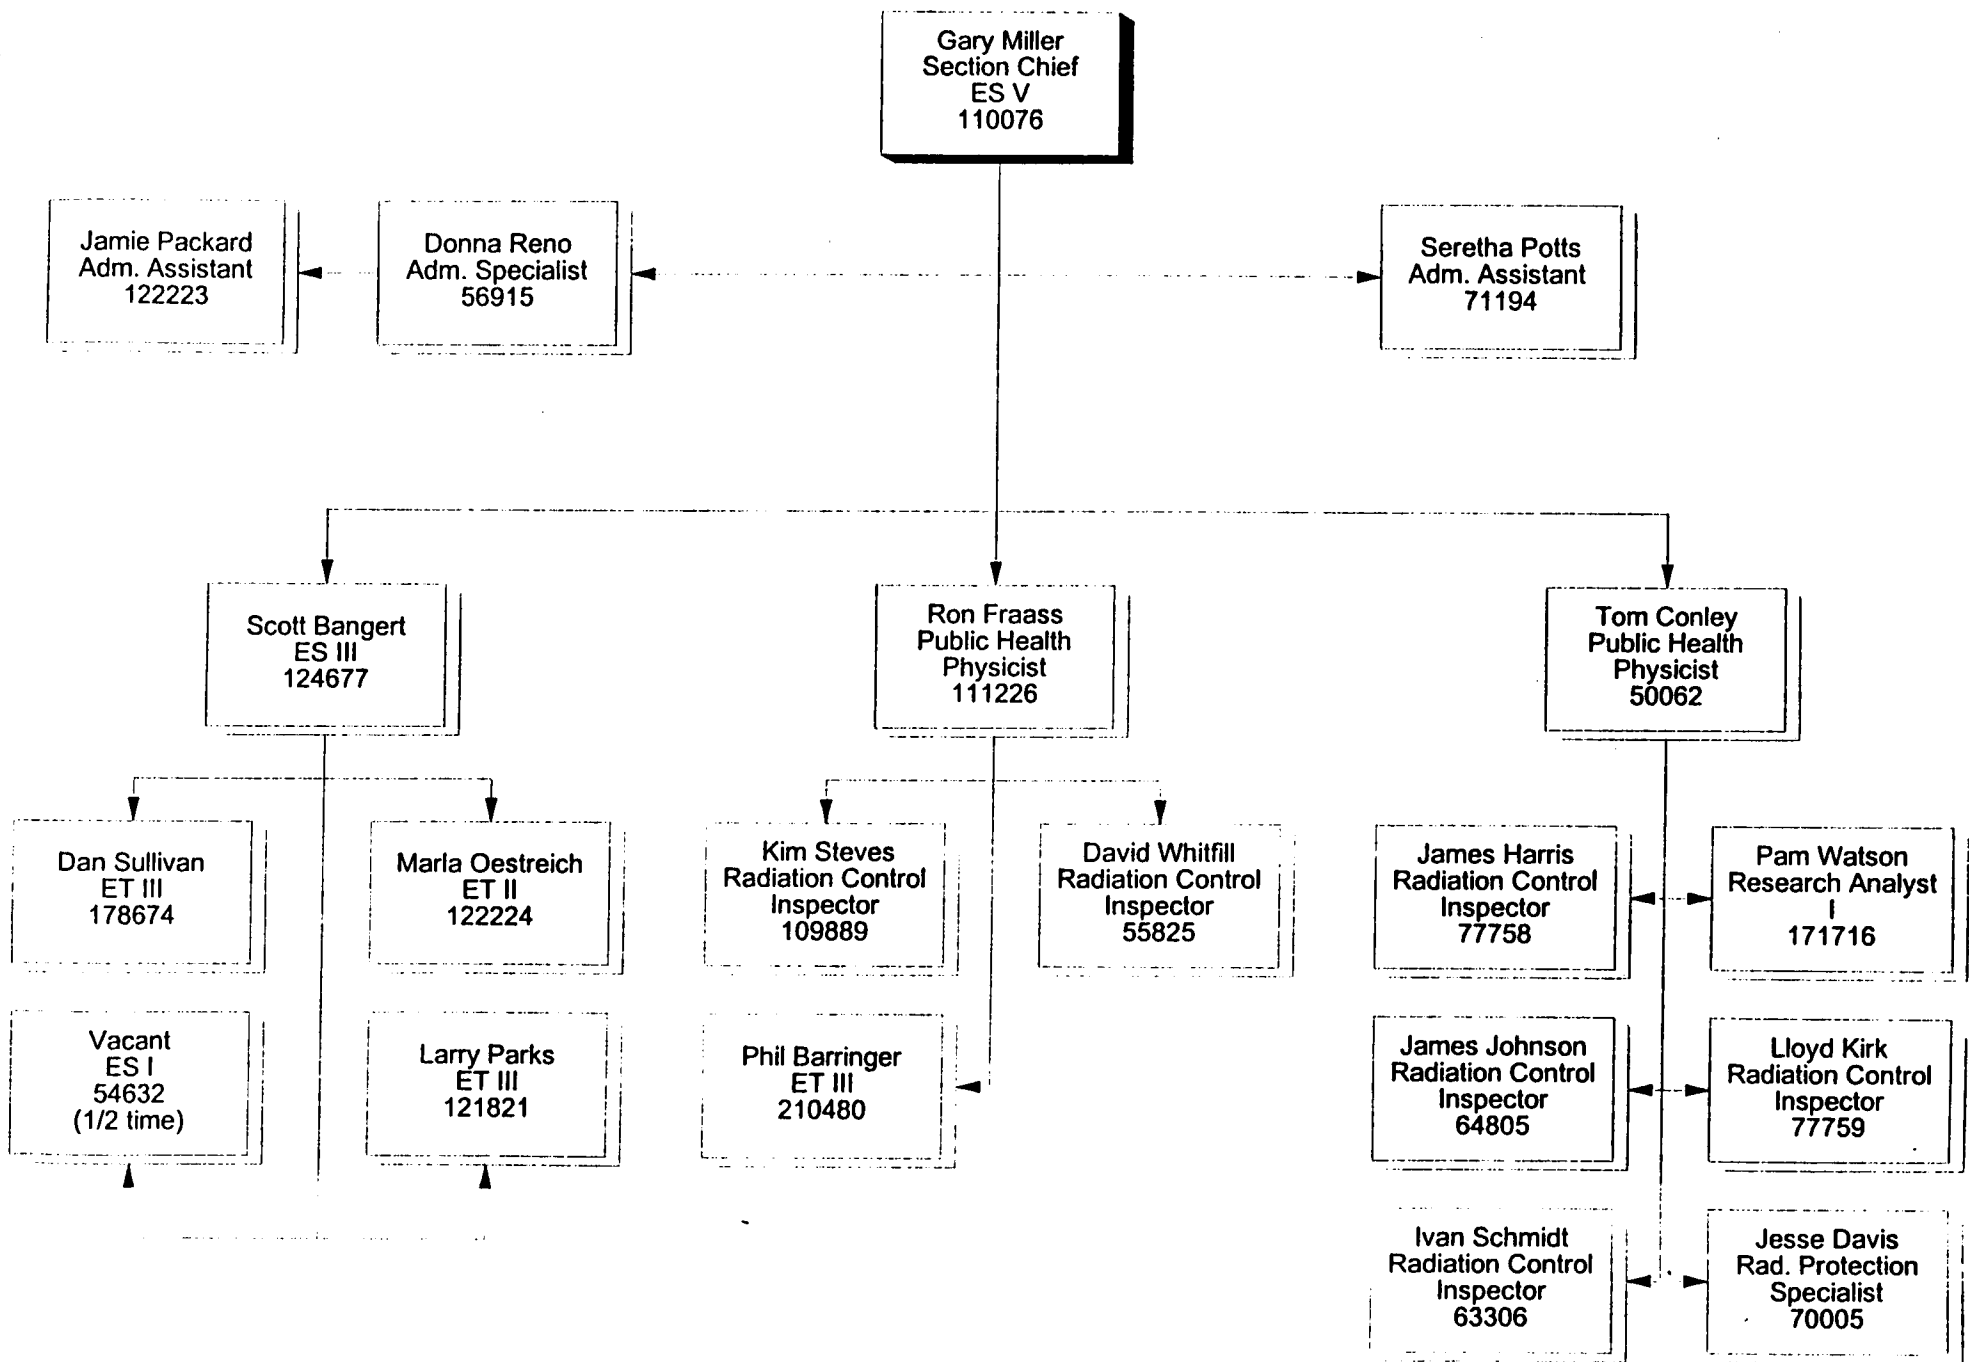 Gary Miller
Section Chief
ES V
110076
Jamie Packard
Adm. Assistant
122223
Donna Reno
Adm. Specialist
56915
Seretha Potts
Adm. Assistant
71194
Scott Bangert
ES III
124677
Ron Fraass
Public Health
Physicist
111226
Tom Conley
Public Health
Physicist
50062
Dan Sullivan
ET III
178674
Marla Oestreich
ET II
122224
Kim Steves
Radiation Control
Inspector
109889
David Whitfill
Radiation Control
Inspector
55825
James Harris
Radiation Control
Inspector
77758
Pam Watson
Research Analyst
I
171716
Vacant
ES I
54632
(1/2 time)
Larry Parks
ET III
121821
Phil Barringer
ET III
210480
James Johnson
Radiation Control
Inspector
64805
Lloyd Kirk
Radiation Control
Inspector
77759
Ivan Schmidt
Radiation Control
Inspector
63306
Jesse Davis
Rad. Protection
Specialist
70005